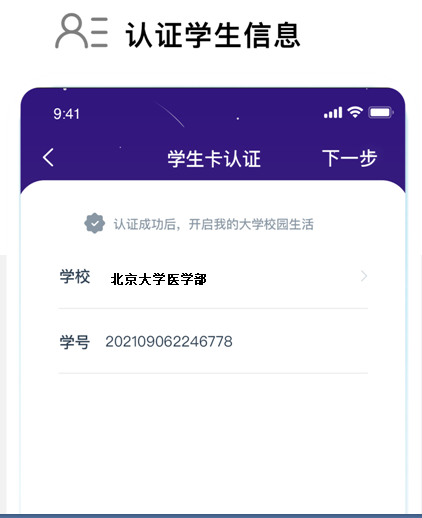 认证学生信息
9:41
学生卡认证 下一步
认证成功后，开启我的大学校园生活
学校 北京大学医学部
学号 202109062246778